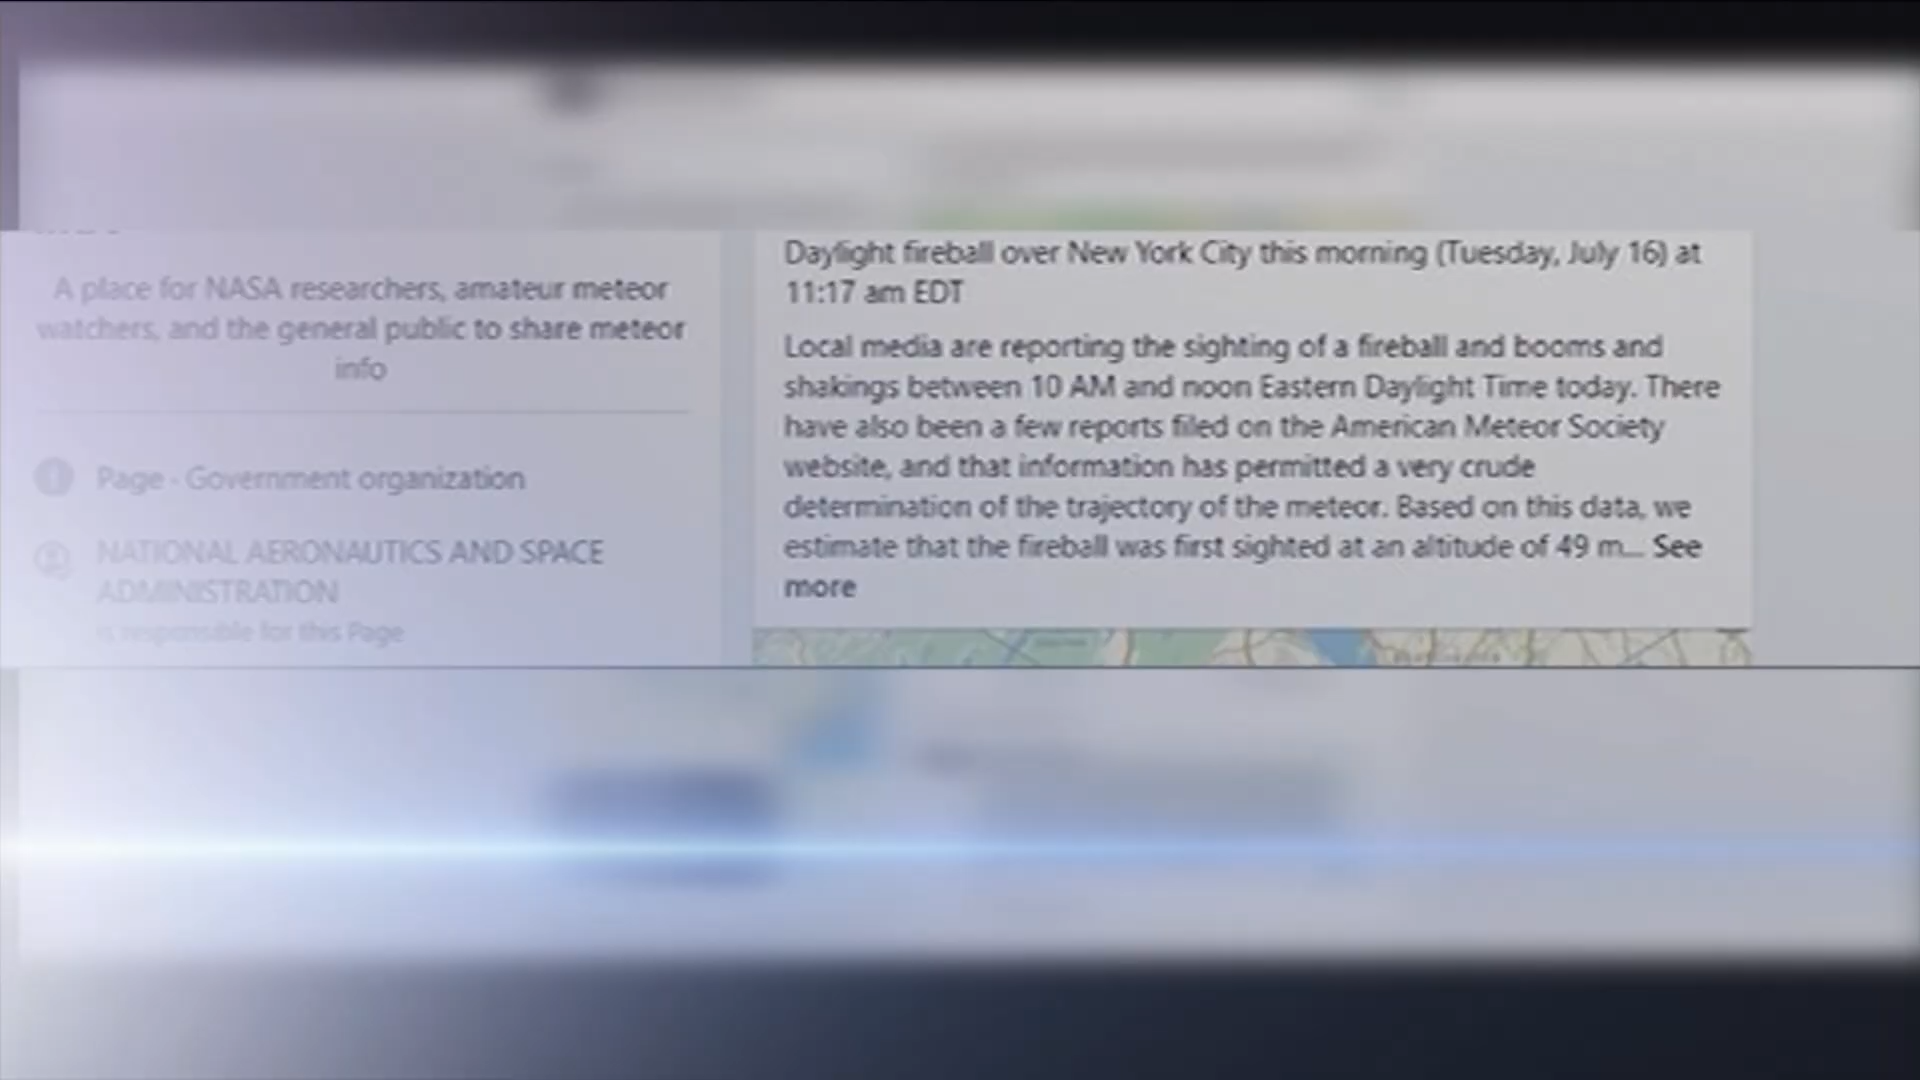 A place for NASA researchers, amateur meteor
watchers, and the general public to share meteor
info
Page · Government organization
NATIONAL AERONAUTICS AND SPACE
ADMINISTRATION
is responsible for this Page
Daylight fireball over New York City this morning (Tuesday, July 16) at
11:17 am EDT
Local media are reporting the sighting of a fireball and booms and
shakings between 10 AM and noon Eastern Daylight Time today. There
have also been a few reports filed on the American Meteor Society
website, and that information has permitted a very crude
determination of the trajectory of the meteor. Based on this data, we
estimate that the fireball was first sighted at an altitude of 49 m... See
more